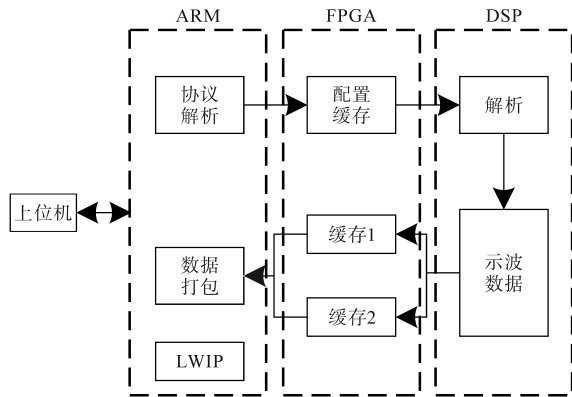 ARM
FPGA
DSP
协议
解析
配置
缓存
解析
上位机
缓存1
数据
打包
示波
数据
缓存2
LWIP